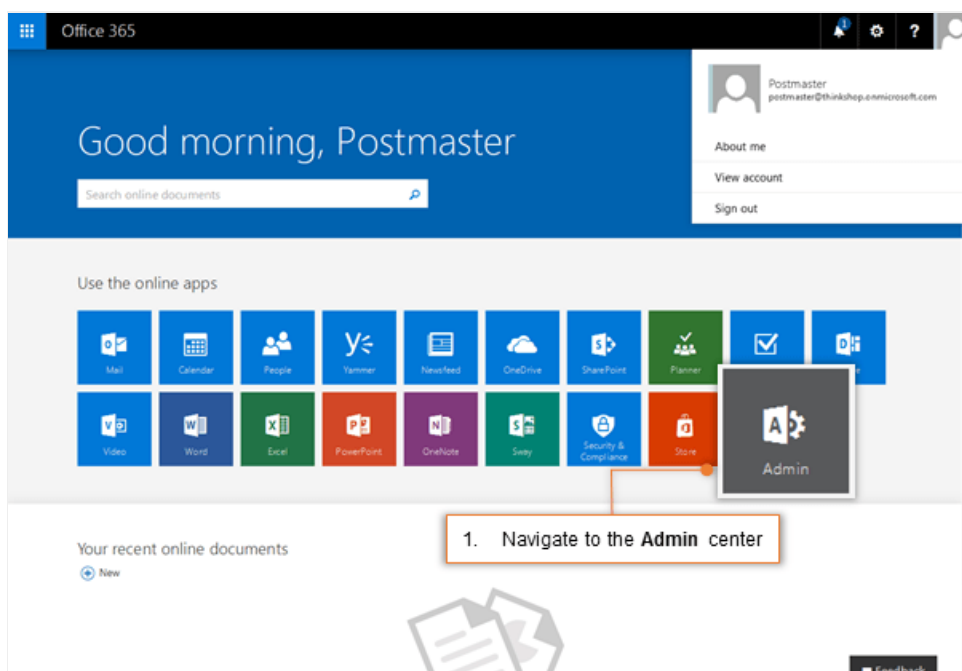 Office 365
1
?
Postmaster
postmaster@thinkshop.onmicrosoft.com
About me
View account
Sign out
Good morning, Postmaster
Search online documents
Use the online apps
Mail
Calendar
People
Yammer
Newsfeed
OneDrive
SharePoint
Planner
Video
Word
Excel
PowerPoint
OneNote
Sway
Security &
Compliance
Store
Admin
1. Navigate to the Admin center
Your recent online documents
New
Feedback